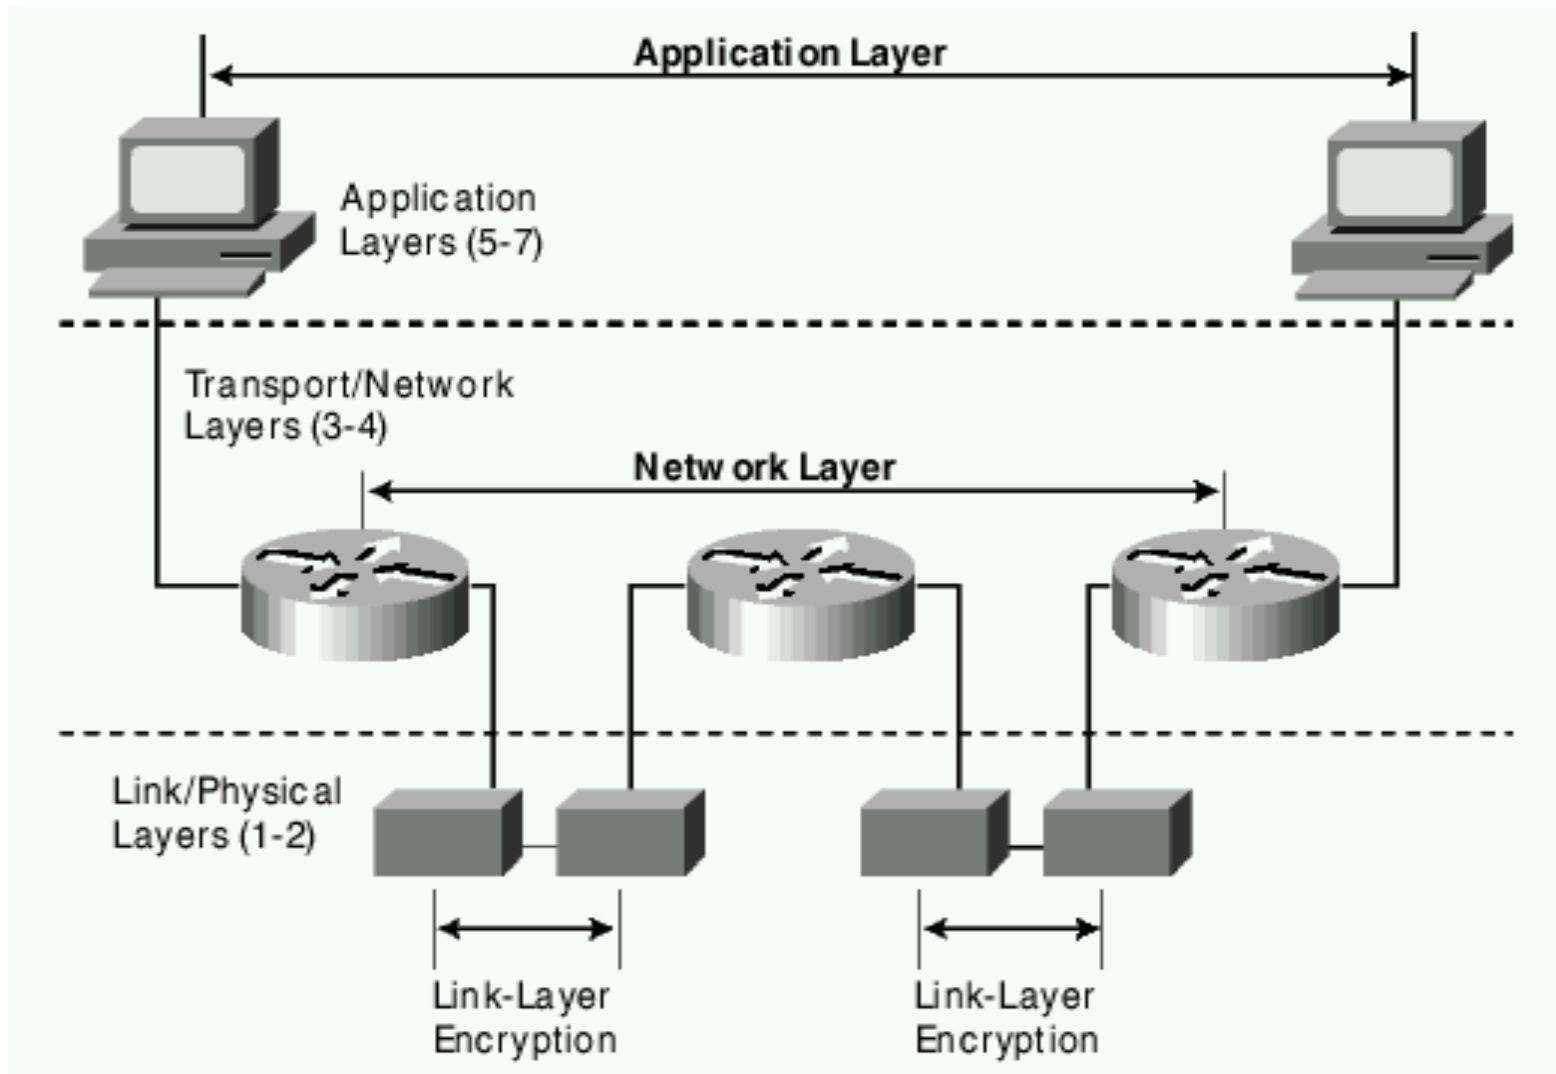 Application Layer
Application
Layers (5-7)
Transport/Network
Layers (3-4)
Network Layer
Link/Physical
Layers (1-2)
Link-Layer
Encryption
Link-Layer
Encryption